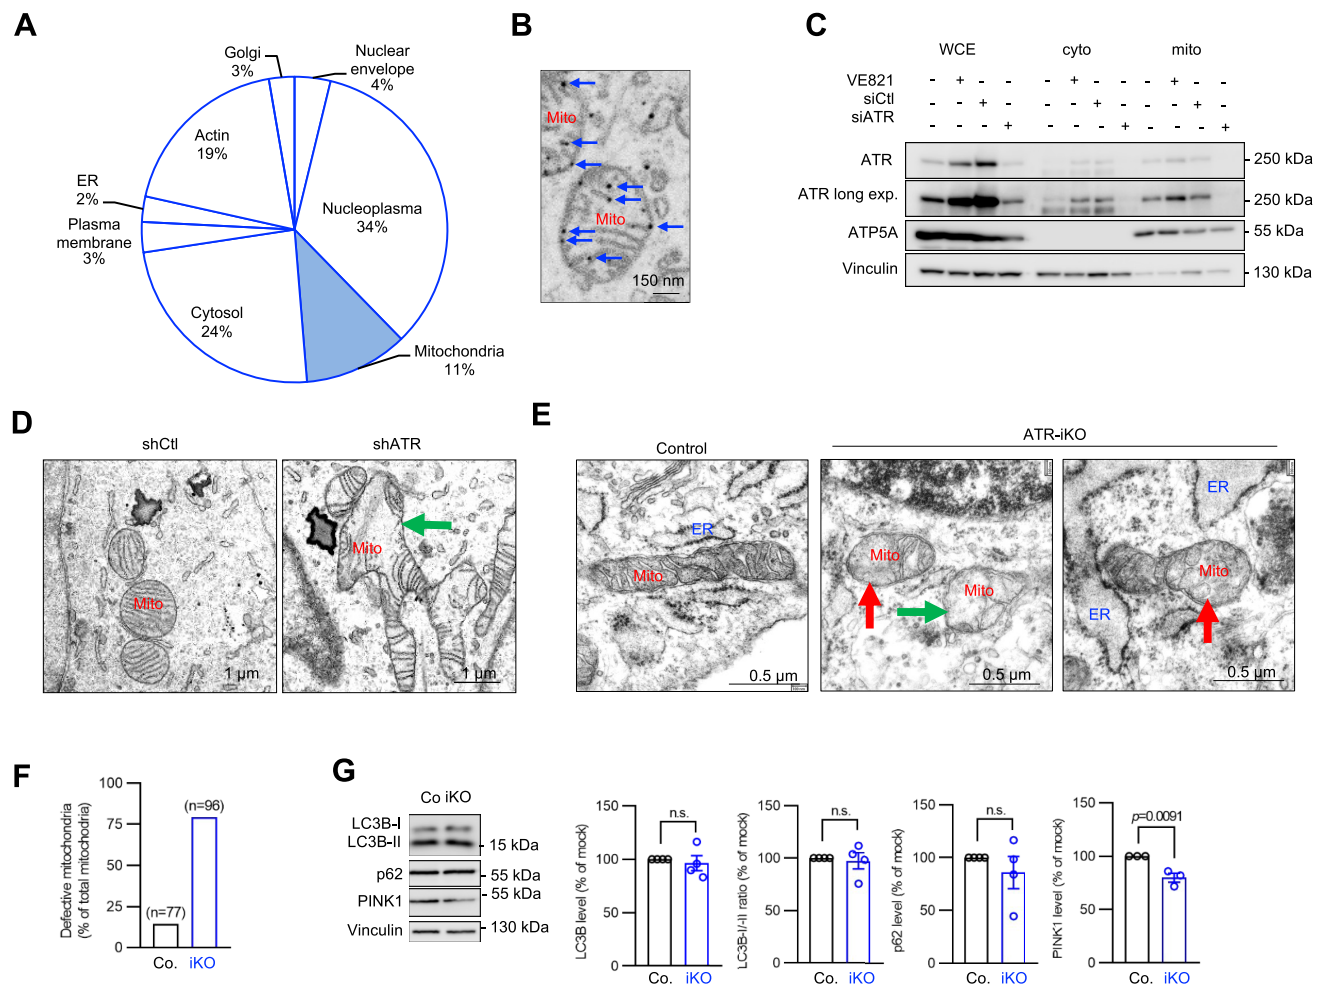 A
Golgi
3%
Nuclear
envelope
4%
Actin
19%
ER
2%
Plasma
membrane
3%
Nucleoplasma
34%
Cytosol
24%
Mitochondria
11%
B
Mito
Mito
150 nm
C
WCE cyto mito
VE821 - + - - - + - - - + - -
siCtl - - + - - - + - - - + -
siATR - - - + - - - + - - - +
ATR 250 kDa
ATR long exp. 250 kDa
ATP5A 55 kDa
Vinculin 130 kDa
D
shCtl shATR
Mito
1 µm
Mito
1 µm
E
Control ATR-iKO
ER
Mito
0.5 µm
Mito
Mito
0.5 µm
ER
Mito
ER
0.5 µm
F
Defective mitochondria
(% of total mitochodria)
100
75
50
25
0
(n=77)
(n=96)
Co. iKO
G
Co iKO
LC3B-I
LC3B-II 15 kDa
p62 55 kDa
PINK1 55 kDa
Vinculin 130 kDa
LC3B level (% of mock)
150
100
50
0
n.s.
Co. iKO
LC3B-I/-II ratio (% of mock)
150
100
50
0
n.s.
Co. iKO
p62 level (% of mock)
150
100
50
0
n.s.
Co. iKO
PINK1 level (% of mock)
150
100
50
0
p=0.0091
Co. iKO